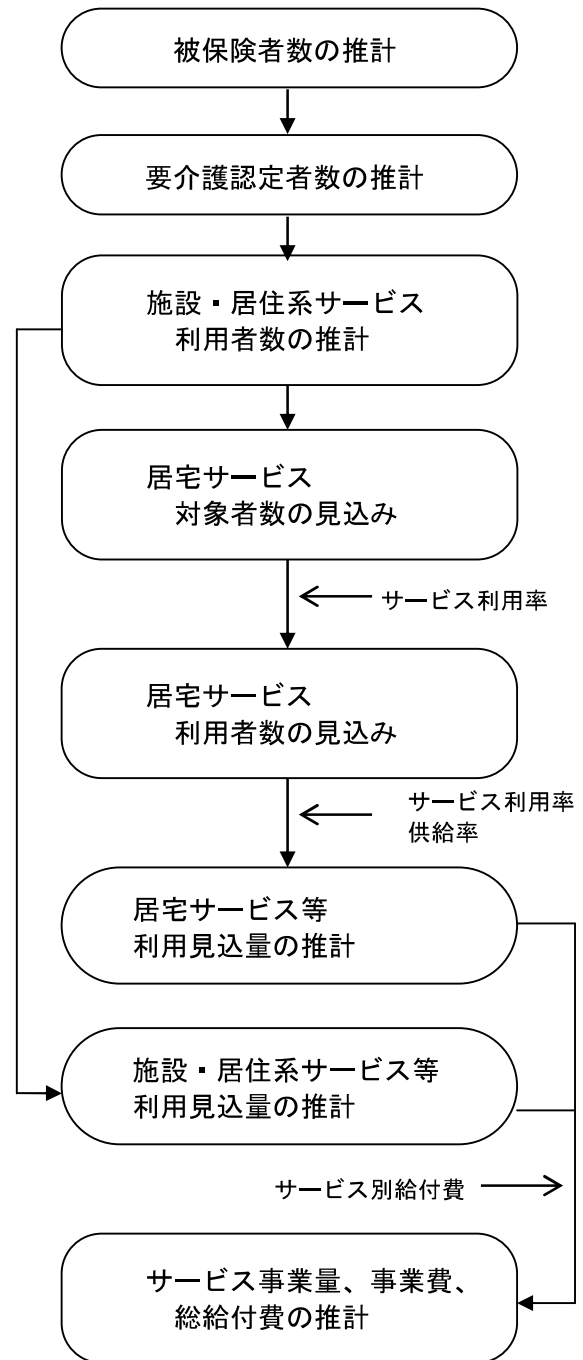 被保険者数の推計
要介護認定者数の推計
施設・居住系サービス
利用者数の推計
居宅サービス
対象者数の見込み
サービス利用率
居宅サービス
利用者数の見込み
サービス利用率
供給率
居宅サービス等
利用見込量の推計
施設・居住系サービス等
利用見込量の推計
サービス別給付費
サービス事業量、事業費、
総給付費の推計